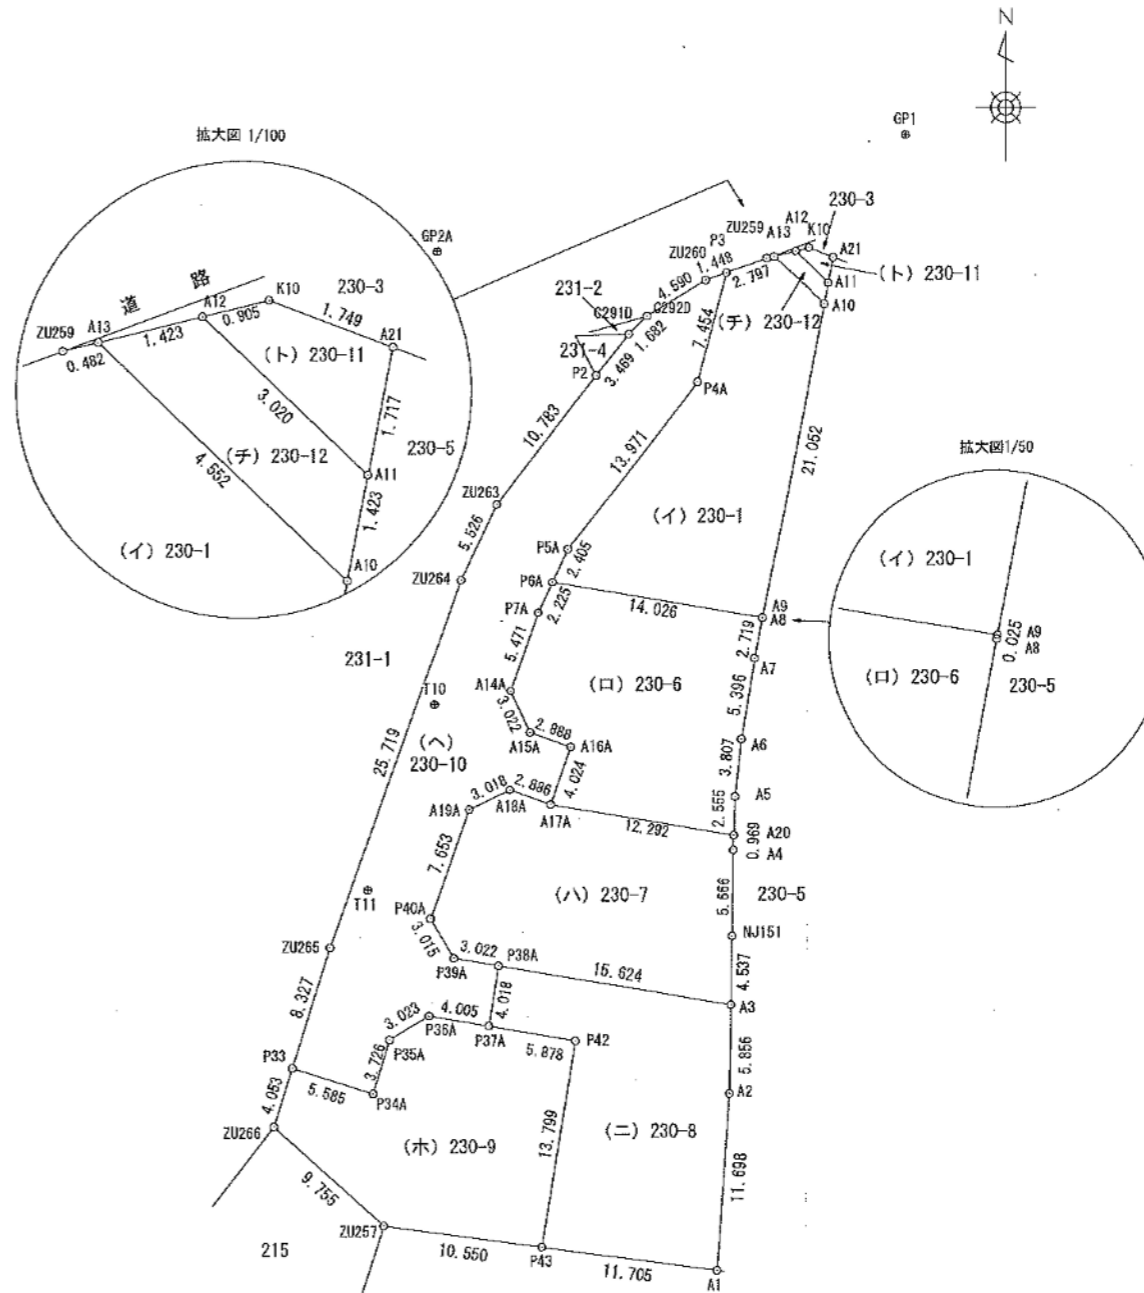 N
GP1
拡大図 1/100
GP2A
道路
ZU259
A13
A12
K10
230-3
0.482
1.423
0.905
1.749
(ト) 230-11
A21
3.020
1.717
(チ) 230-12
230-5
4.552
A11
1.423
(イ) 230-1
A10
230-3
A12
K10
ZU259
A13
A21
P3
ZU260
1.448
2.797
(ト) 230-11
A11
A10
4.590
231-2
C291D
C292D
(チ) 230-12
7.454
1.682
231-4
3.469
P2
P4A
10.783
13.971
21.052
ZU263
(イ) 230-1
5.526
P5A
2.405
ZU264
P6A
2.225
14.026
A9
A8
P7A
2.719
A7
5.471
231-1
(ロ) 230-6
5.396
A14A
T10
3.022
2.888
A15A
A16A
A6
(ヘ)
230-10
25.719
4.024
3.807
3.018
2.886
A5
A19A
A18A
A17A
2.565
12.292
0.969
A20
A4
7.653
(ハ) 230-7
230-5
5.666
T11
P40A
3.015
NJ151
ZU265
3.022
P38A
P39A
15.624
4.537
A3
8.327
4.018
3.023
4.005
P36A
P37A
P42
P35A
5.878
5.856
3.726
P33
A2
5.585
P34A
4.053
ZU266
(ホ) 230-9
13.799
(ニ) 230-8
11.698
9.755
ZU257
215
10.550
P43
11.705
A1
拡大図1/50
(イ) 230-1
A9
0.025
A8
(ロ) 230-6
230-5